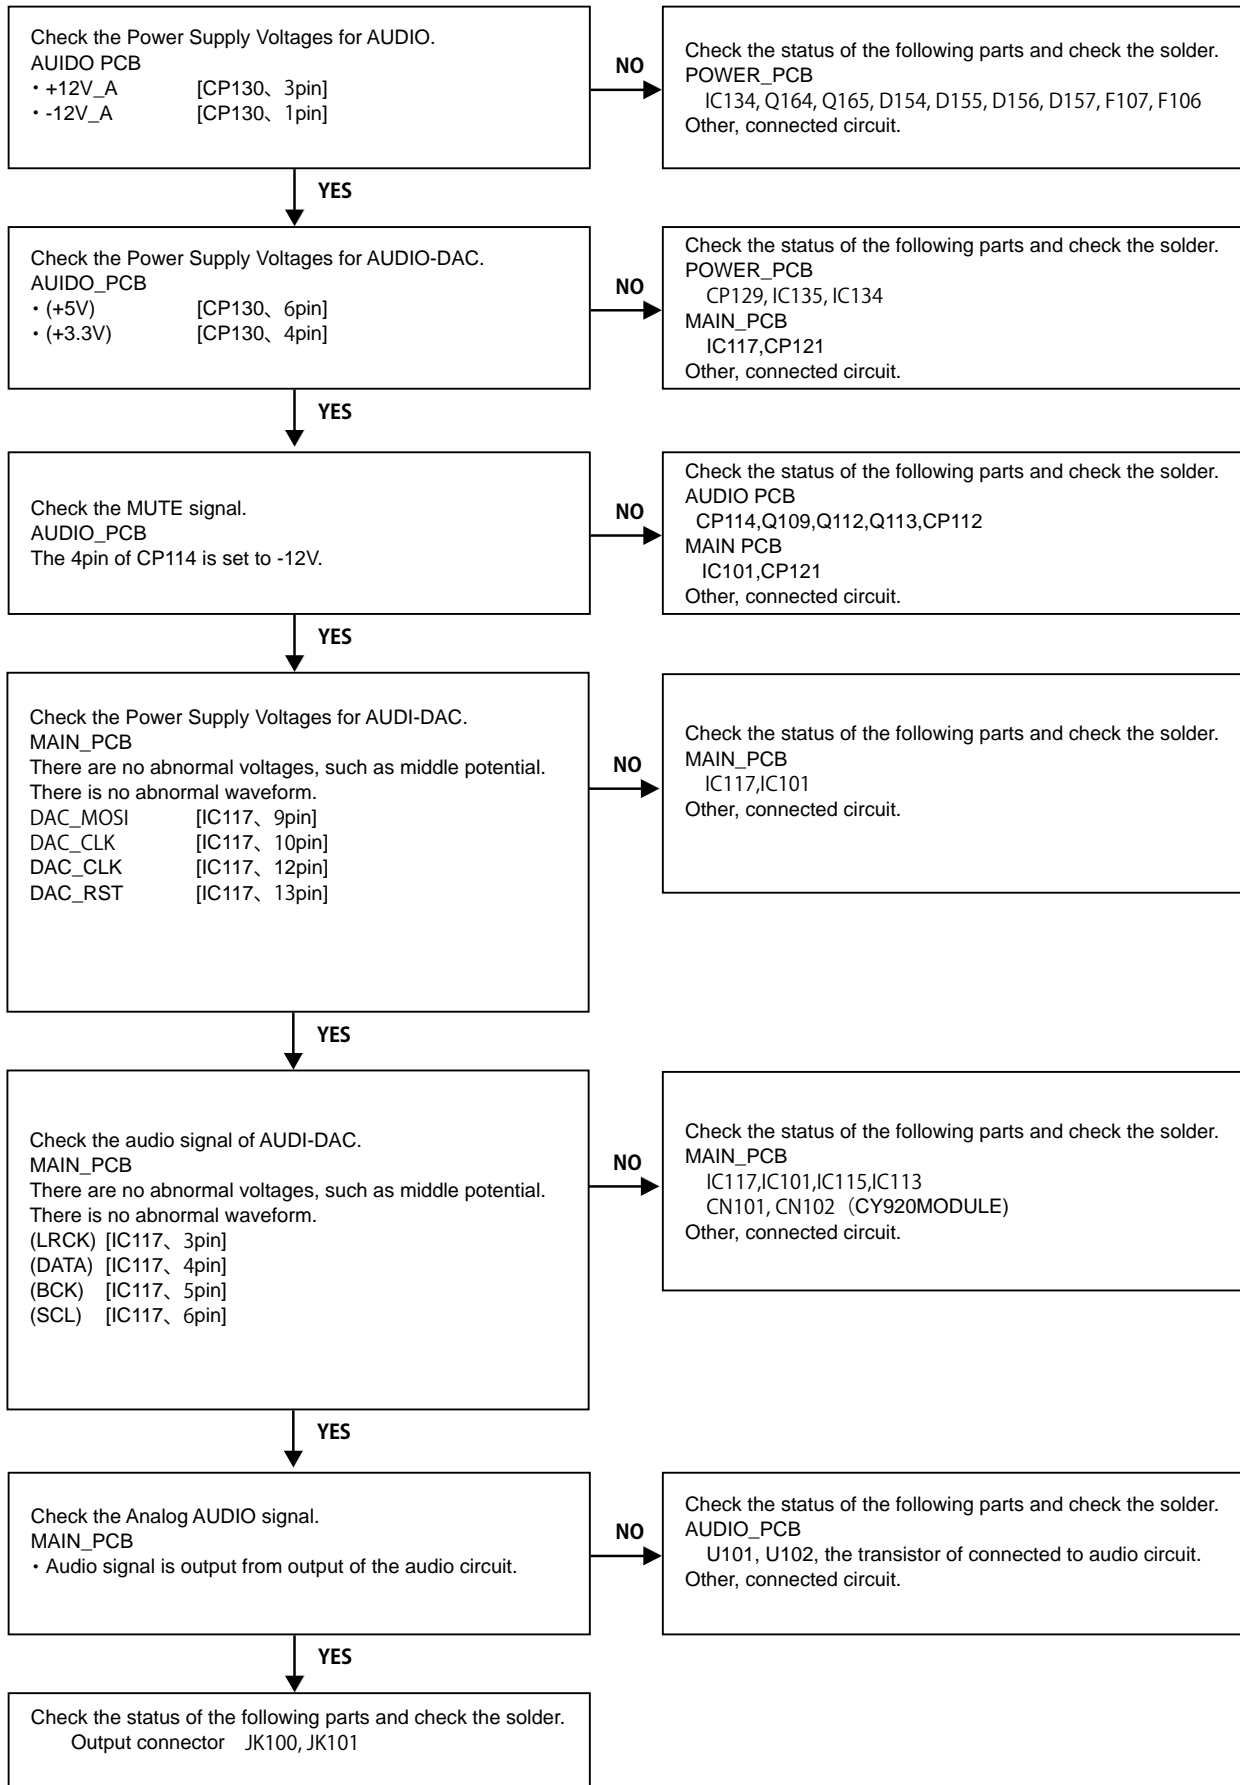 Check the Power Supply Voltages for AUDIO.
AUIDO PCB
・+12V_A [CP130、3pin]
・-12V_A [CP130、1pin]
NO
Check the status of the following parts and check the solder.
POWER_PCB
IC134, Q164, Q165, D154, D155, D156, D157, F107, F106
Other, connected circuit.
YES
Check the Power Supply Voltages for AUDIO-DAC.
AUIDO_PCB
・(+5V) [CP130、6pin]
・(+3.3V) [CP130、4pin]
NO
Check the status of the following parts and check the solder.
POWER_PCB
CP129, IC135, IC134
MAIN_PCB
IC117,CP121
Other, connected circuit.
YES
Check the MUTE signal.
AUDIO_PCB
The 4pin of CP114 is set to -12V.
NO
Check the status of the following parts and check the solder.
AUDIO PCB
CP114,Q109,Q112,Q113,CP112
MAIN PCB
IC101,CP121
Other, connected circuit.
YES
Check the Power Supply Voltages for AUDI-DAC.
MAIN_PCB
There are no abnormal voltages, such as middle potential.
There is no abnormal waveform.
DAC_MOSI [IC117、9pin]
DAC_CLK [IC117、10pin]
DAC_CLK [IC117、12pin]
DAC_RST [IC117、13pin]
NO
Check the status of the following parts and check the solder.
MAIN_PCB
IC117,IC101
Other, connected circuit.
YES
Check the audio signal of AUDI-DAC.
MAIN_PCB
There are no abnormal voltages, such as middle potential.
There is no abnormal waveform.
(LRCK) [IC117、3pin]
(DATA) [IC117、4pin]
(BCK) [IC117、5pin]
(SCL) [IC117、6pin]
NO
Check the status of the following parts and check the solder.
MAIN_PCB
IC117,IC101,IC115,IC113
CN101, CN102（CY920MODULE)
Other, connected circuit.
YES
Check the Analog AUDIO signal.
MAIN_PCB
・Audio signal is output from output of the audio circuit.
NO
Check the status of the following parts and check the solder.
AUDIO_PCB
U101, U102, the transistor of connected to audio circuit.
Other, connected circuit.
YES
Check the status of the following parts and check the solder.
Output connector JK100, JK101